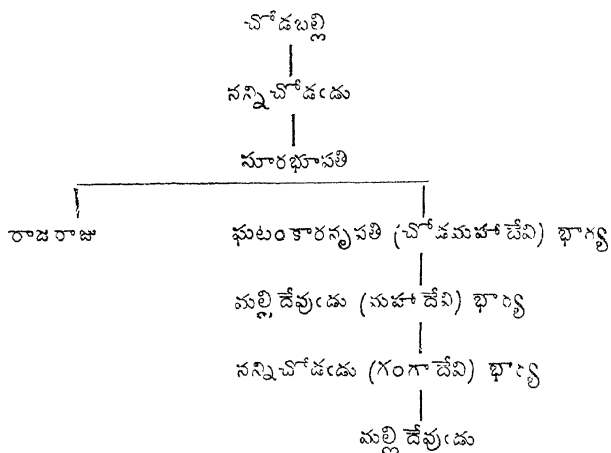 చోడబల్లి
నన్నిచోడఁడు
సూరభూపతి
రాజరాజు
ఘటంకారనృపతి (చోడమహాదేవి) భార్య
మల్లిదేవుఁడు (మహాదేవి) భార్య
నన్నిచోడఁడు (గంగాదేవి) భార్య
మల్లిదేవుఁడు